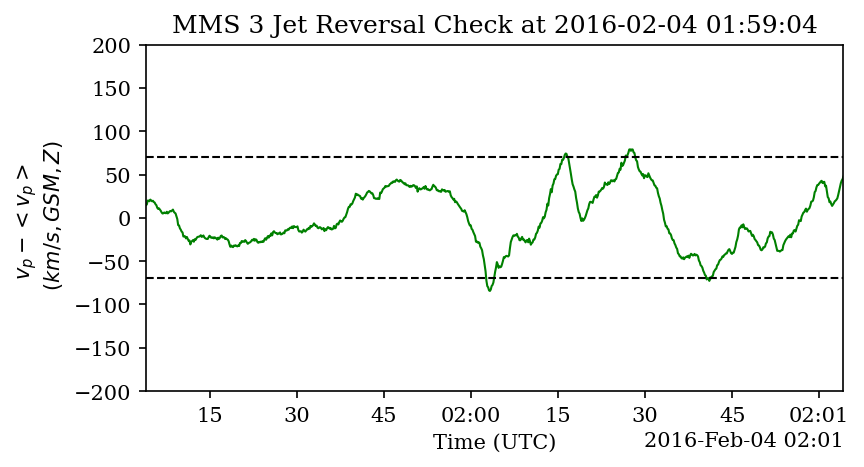 MMS 3 Jet Reversal Check at 2016-02-04 01:59:04
200
150
100
50
0
−50
−100
−150
−200
v_p − <v_p>
(km/s, GSM, Z)
15 30 45 02:00 15 30 45 02:01
Time (UTC)
2016-Feb-04 02:01